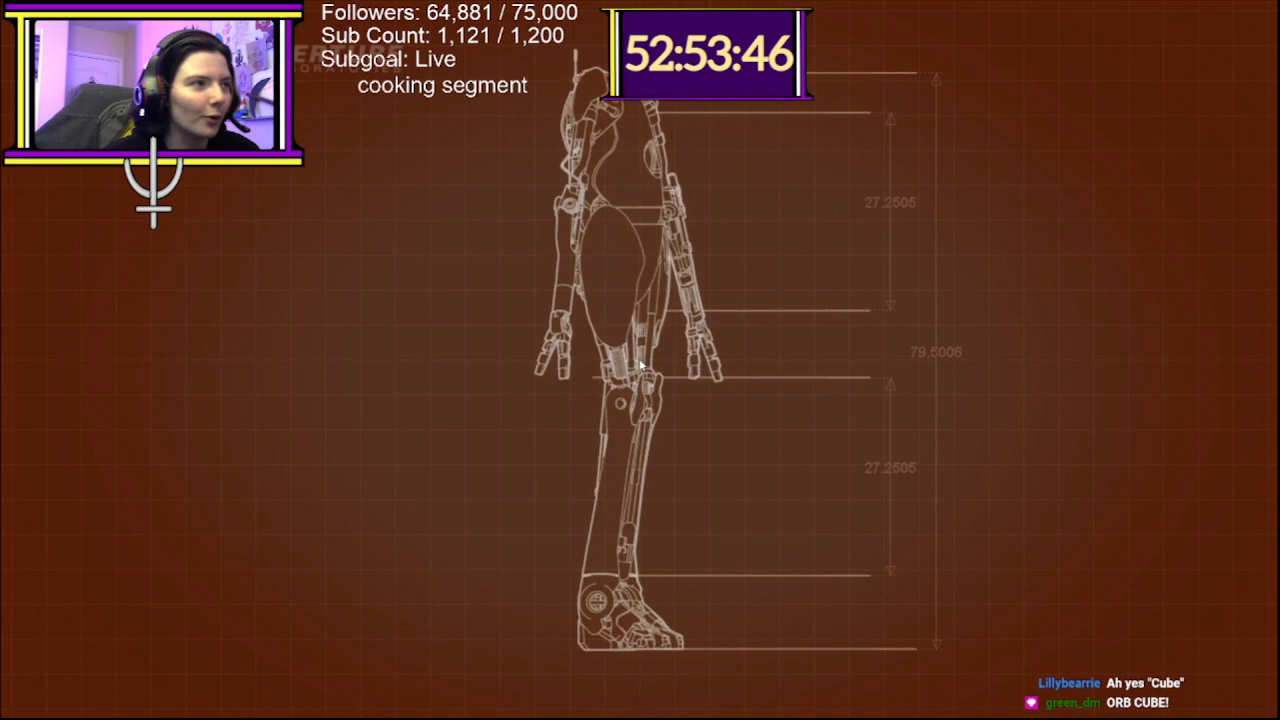 Followers: 64,881 / 75,000
Sub Count: 1,121 / 1,200
Subgoal: Live
cooking segment
52:53:46
27.2505
79.5006
27.2505
Lillybearrie Ah yes "Cube"
green_dm ORB CUBE!